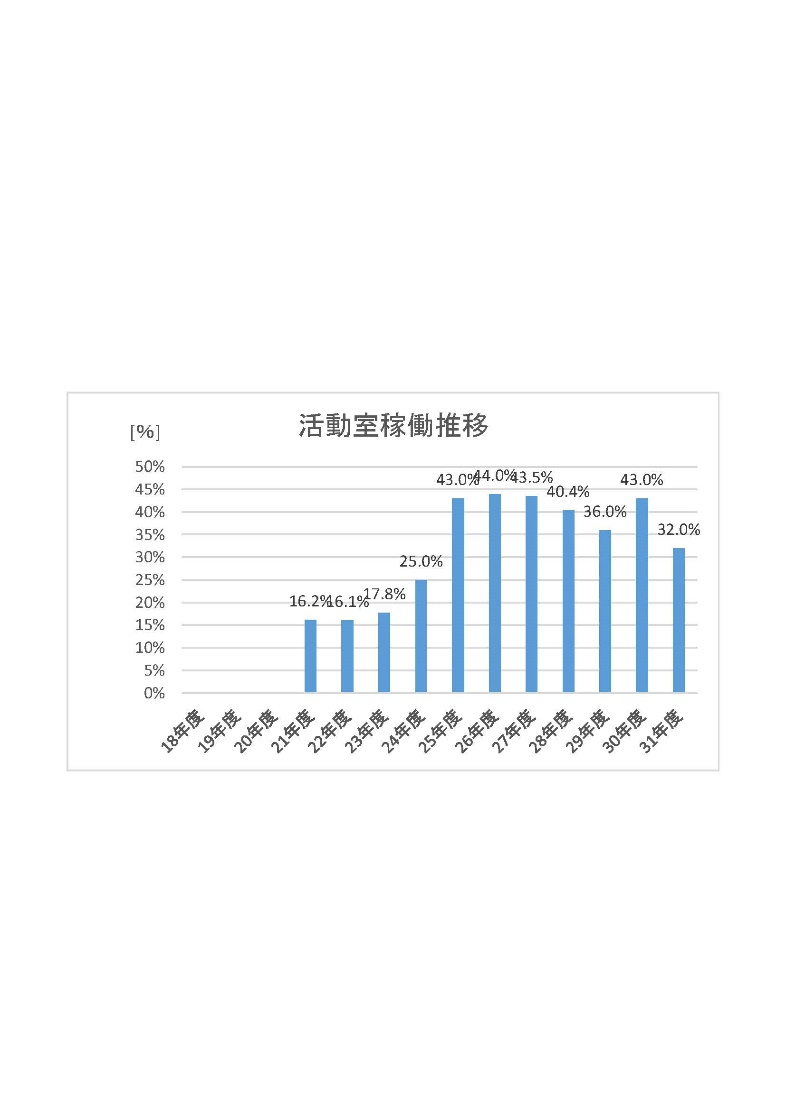 活動室稼働推移
[%]
50%
45%
40%
35%
30%
25%
20%
15%
10%
5%
0%
16.2%
16.1%
17.8%
25.0%
43.0%
44.0%
43.5%
40.4%
36.0%
43.0%
32.0%
18年度
19年度
20年度
21年度
22年度
23年度
24年度
25年度
26年度
27年度
28年度
29年度
30年度
31年度